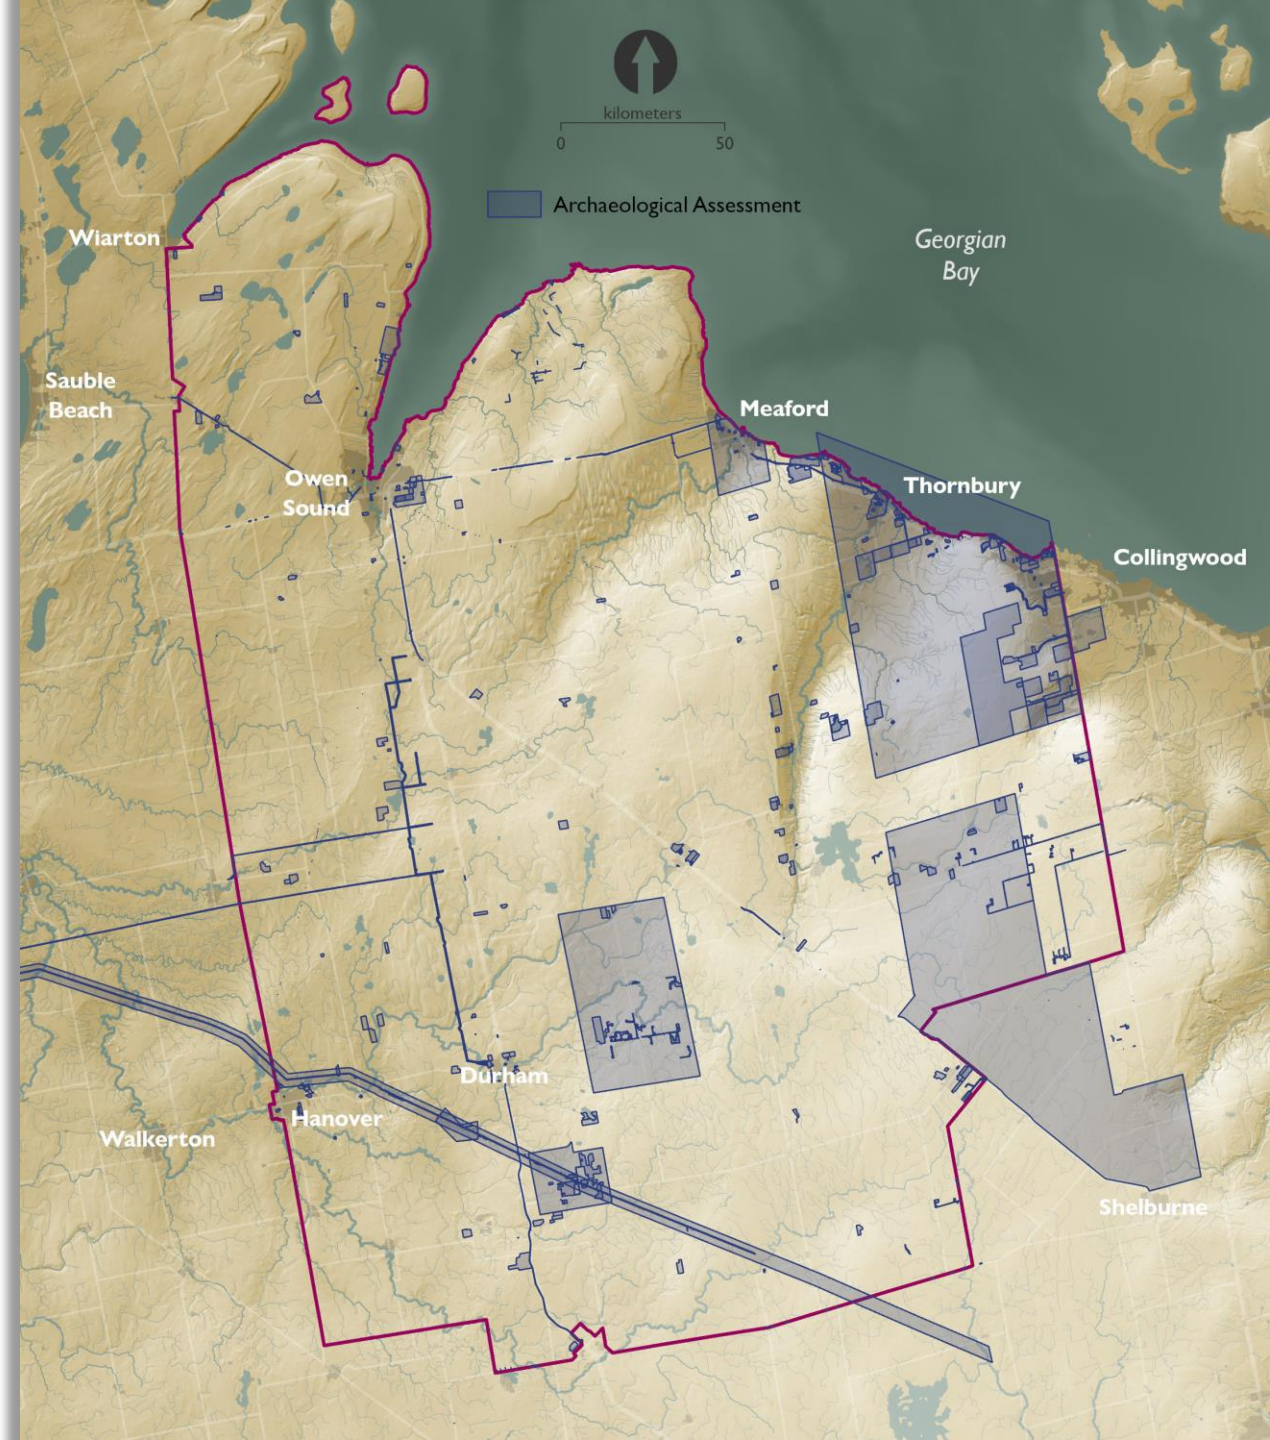 kilometers
0 50
Archaeological Assessment
Georgian
Bay
Wiarton
Sauble
Beach
Meaford
Owen
Sound
Thornbury
Collingwood
Durham
Hanover
Walkerton
Shelburne